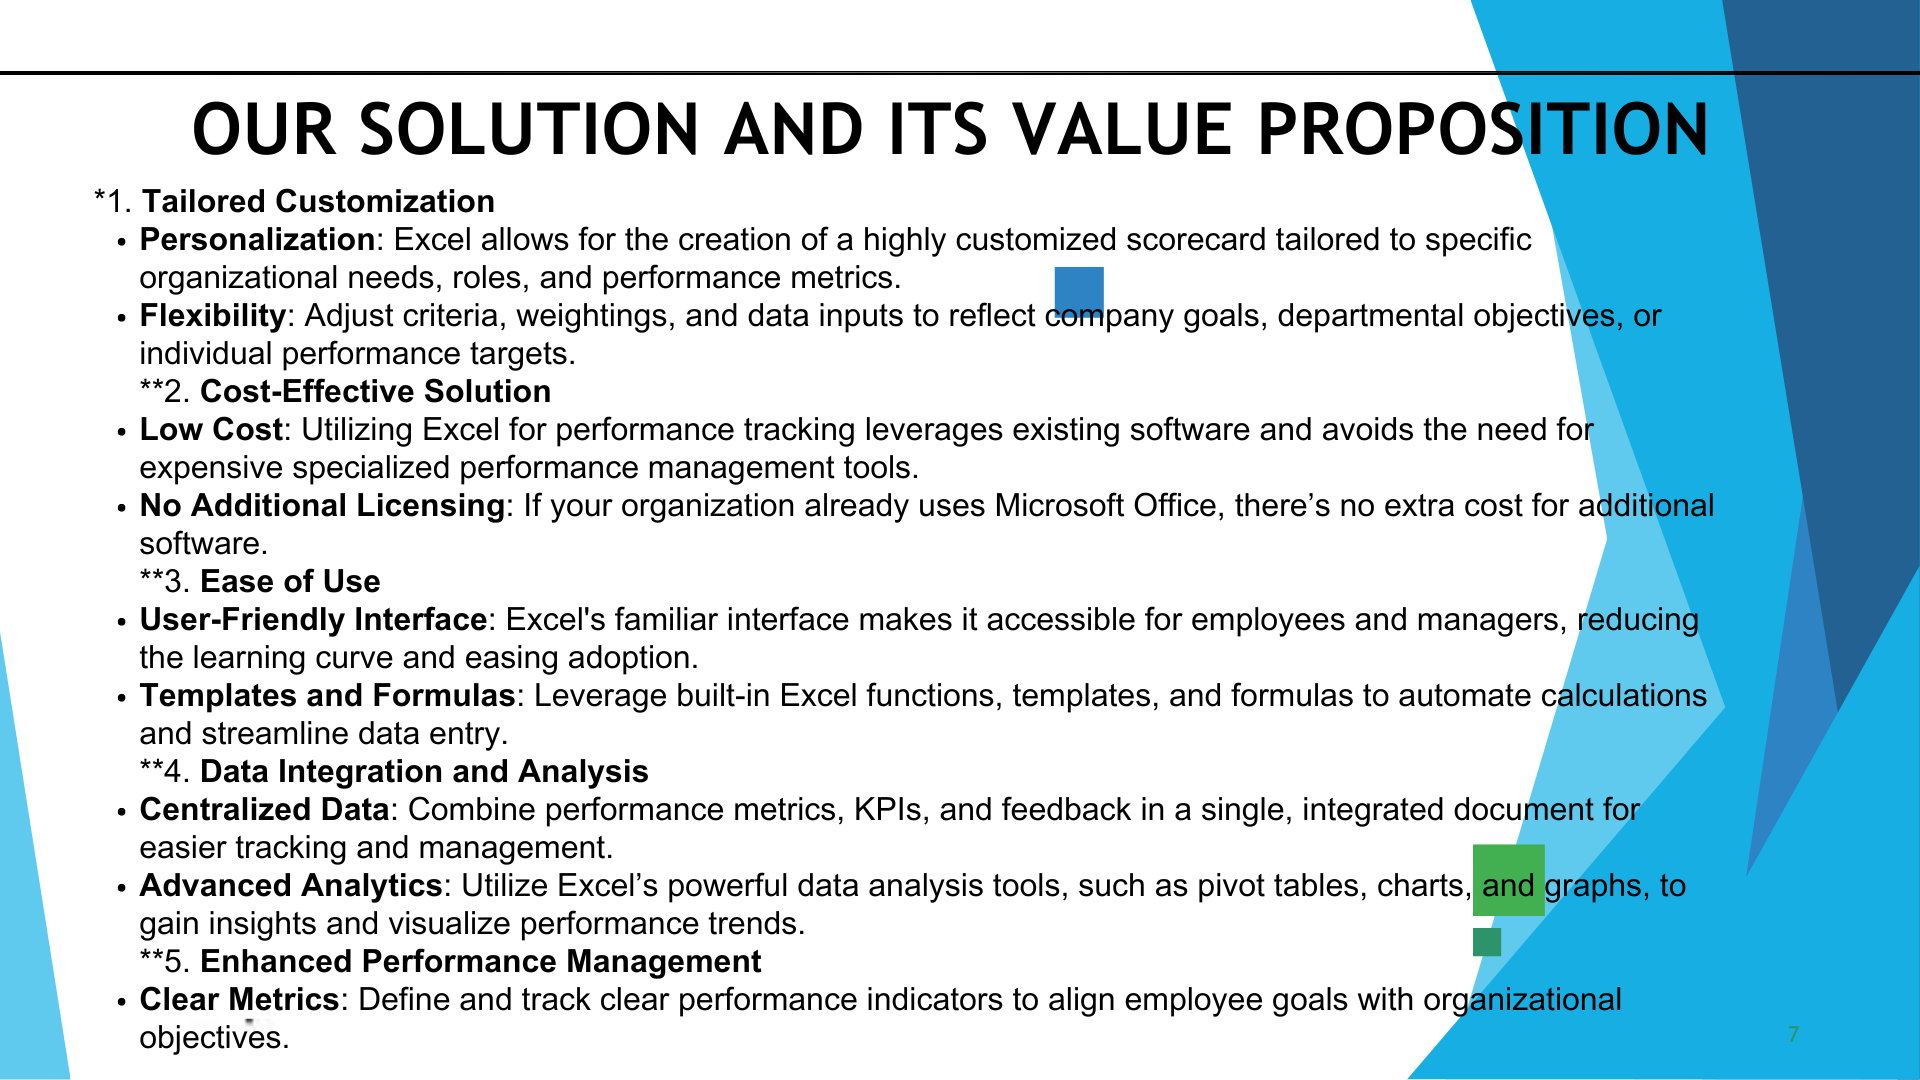 OUR SOLUTION AND ITS VALUE PROPOSITION
*1. Tailored Customization
• Personalization: Excel allows for the creation of a highly customized scorecard tailored to specific
organizational needs, roles, and performance metrics.
• Flexibility: Adjust criteria, weightings, and data inputs to reflect company goals, departmental objectives, or
individual performance targets.
**2. Cost-Effective Solution
• Low Cost: Utilizing Excel for performance tracking leverages existing software and avoids the need for
expensive specialized performance management tools.
• No Additional Licensing: If your organization already uses Microsoft Office, there’s no extra cost for additional
software.
**3. Ease of Use
• User-Friendly Interface: Excel's familiar interface makes it accessible for employees and managers, reducing
the learning curve and easing adoption.
• Templates and Formulas: Leverage built-in Excel functions, templates, and formulas to automate calculations
and streamline data entry.
**4. Data Integration and Analysis
• Centralized Data: Combine performance metrics, KPIs, and feedback in a single, integrated document for
easier tracking and management.
• Advanced Analytics: Utilize Excel’s powerful data analysis tools, such as pivot tables, charts, and graphs, to
gain insights and visualize performance trends.
**5. Enhanced Performance Management
• Clear Metrics: Define and track clear performance indicators to align employee goals with organizational
objectives.
7